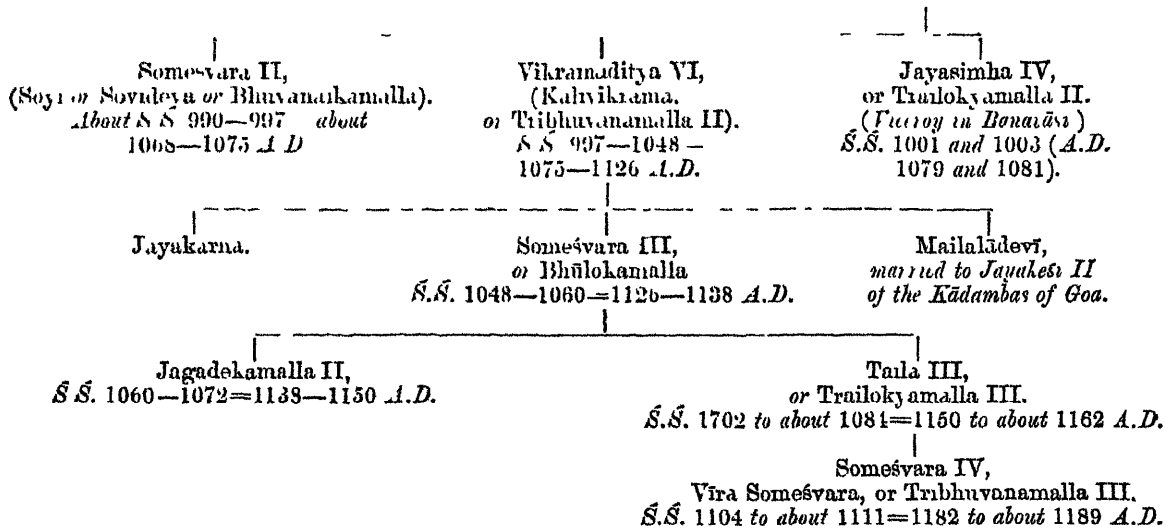 Someśvara II,
(Soyi or Sovideva or Bhuvanaikamalla).
About S S 990—997 about
1068—1075 A D
Vikramaditya VI,
(Kalivikrama.
or Tribhuvanamalla II).
S S 997—1048 –
1075—1126 A.D.
Jayasimha IV,
or Trailokyamalla II.
(Viceroy in Banavāsi)
Ś.Ś. 1001 and 1003 (A.D.
1079 and 1081).
Jayakarna.
Someśvara III,
or Bhūlokamalla
Ś.Ś. 1048—1060=1126—1138 A.D.
Mailalādevī,
married to Jayakeśi II
of the Kādambas of Goa.
Jagadekamalla II,
Ś Ś. 1060—1072=1138—1150 A.D.
Taila III,
or Trailokyamalla III.
Ś.Ś. 1702 to about 1084=1150 to about 1162 A.D.
Someśvara IV,
Vīra Someśvara, or Tribhuvanamalla III.
Ś.Ś. 1104 to about 1111=1182 to about 1189 A.D.